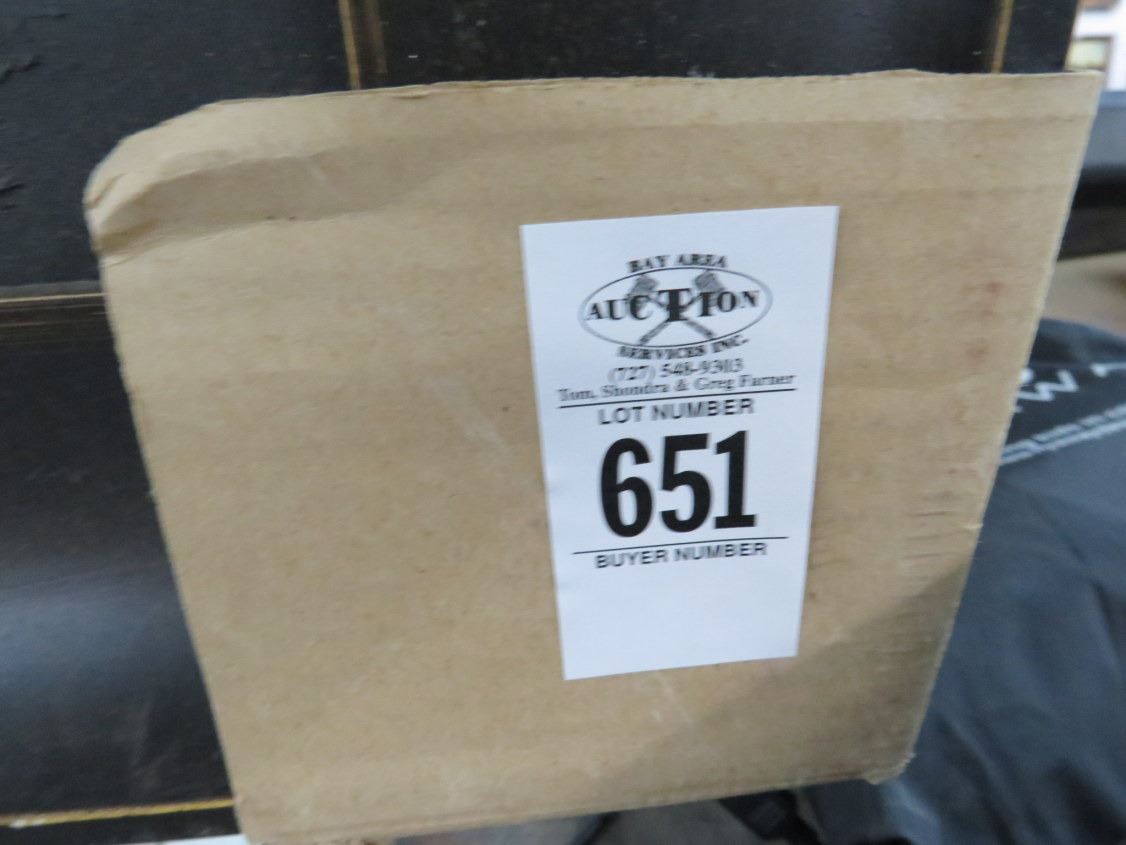 BAY AREA
AUCTION
SERVICES INC.
(727) 548-9303
Tom, Shondra & Greg Farner
LOT NUMBER
651
BUYER NUMBER